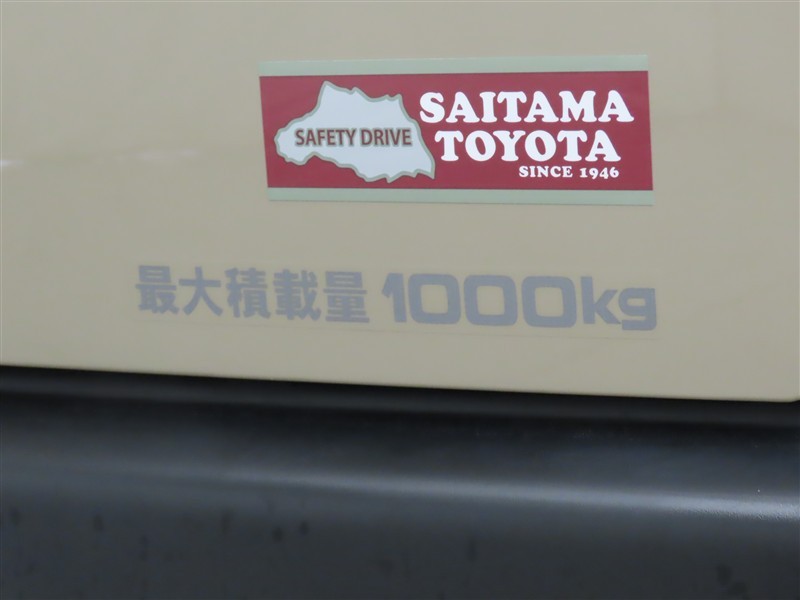 SAFETY DRIVE
SAITAMA
TOYOTA
SINCE 1946
最大積載量 1000kg